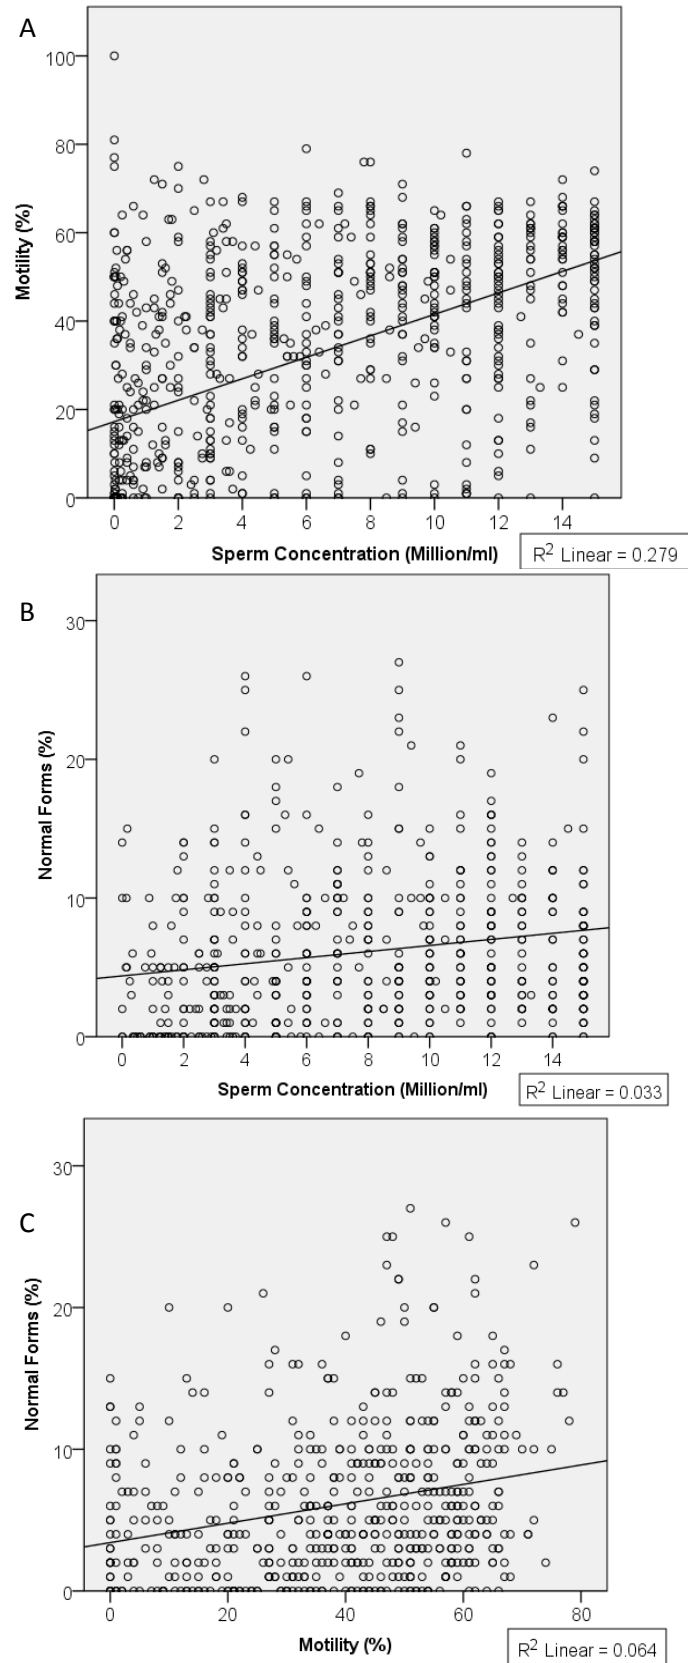 A
100
80
60
40
20
0
Motility (%)
0 2 4 6 8 10 12 14
Sperm Concentration (Million/ml)
R² Linear = 0.279
B
30
20
10
0
Normal Forms (%)
0 2 4 6 8 10 12 14
Sperm Concentration (Million/ml)
R² Linear = 0.033
C
30
20
10
0
Normal Forms (%)
0 20 40 60 80
Motility (%)
R² Linear = 0.064